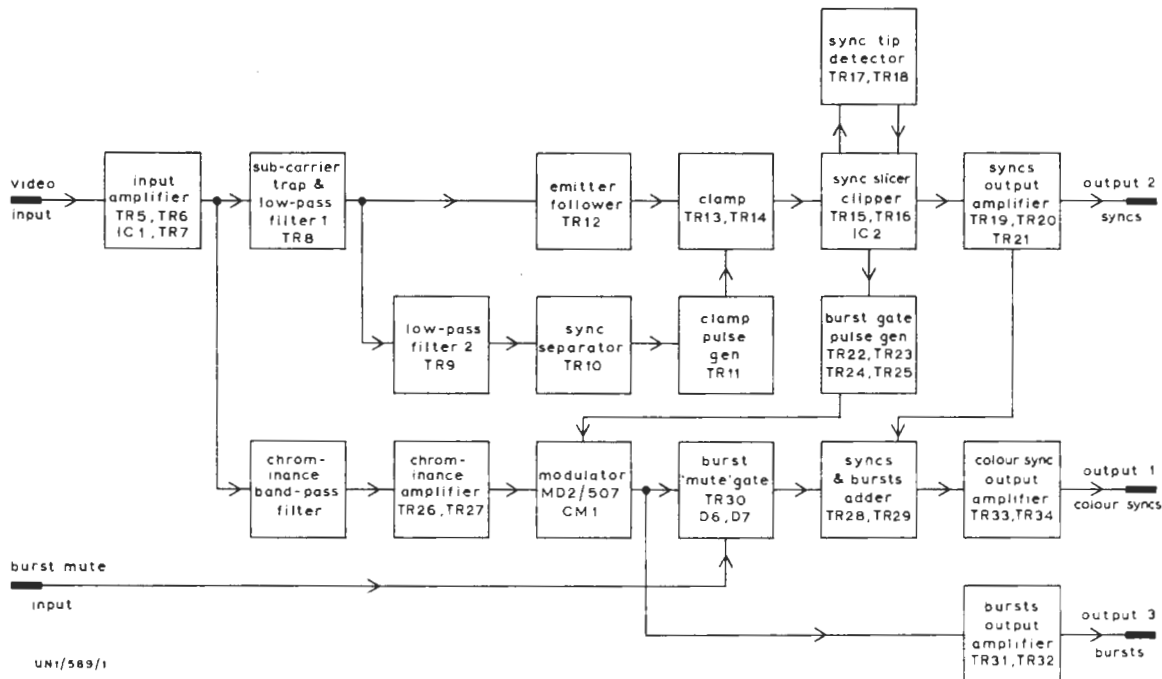 sync tip
detector
TR17, TR18
video
input
input
amplifier
TR5, TR6
IC1, TR7
sub-carrier
trap &
low-pass
filter 1
TR8
emitter
follower
TR12
clamp
TR13, TR14
sync slicer
clipper
TR15, TR16
IC2
syncs
output
amplifier
TR19, TR20
TR21
output 2
syncs
low-pass
filter 2
TR9
sync
separator
TR10
clamp
pulse
gen
TR11
burst gate
pulse gen
TR22, TR23
TR24, TR25
chrom-
inance
band-pass
filter
chrom-
inance
amplifier
TR26, TR27
modulator
MD2/507
CM1
burst
'mute' gate
TR30
D6, D7
syncs
& bursts
adder
TR28, TR29
colour sync
output
amplifier
TR33, TR34
output 1
colour syncs
burst mute
input
bursts
output
amplifier
TR31, TR32
output 3
bursts
UN1/589/1